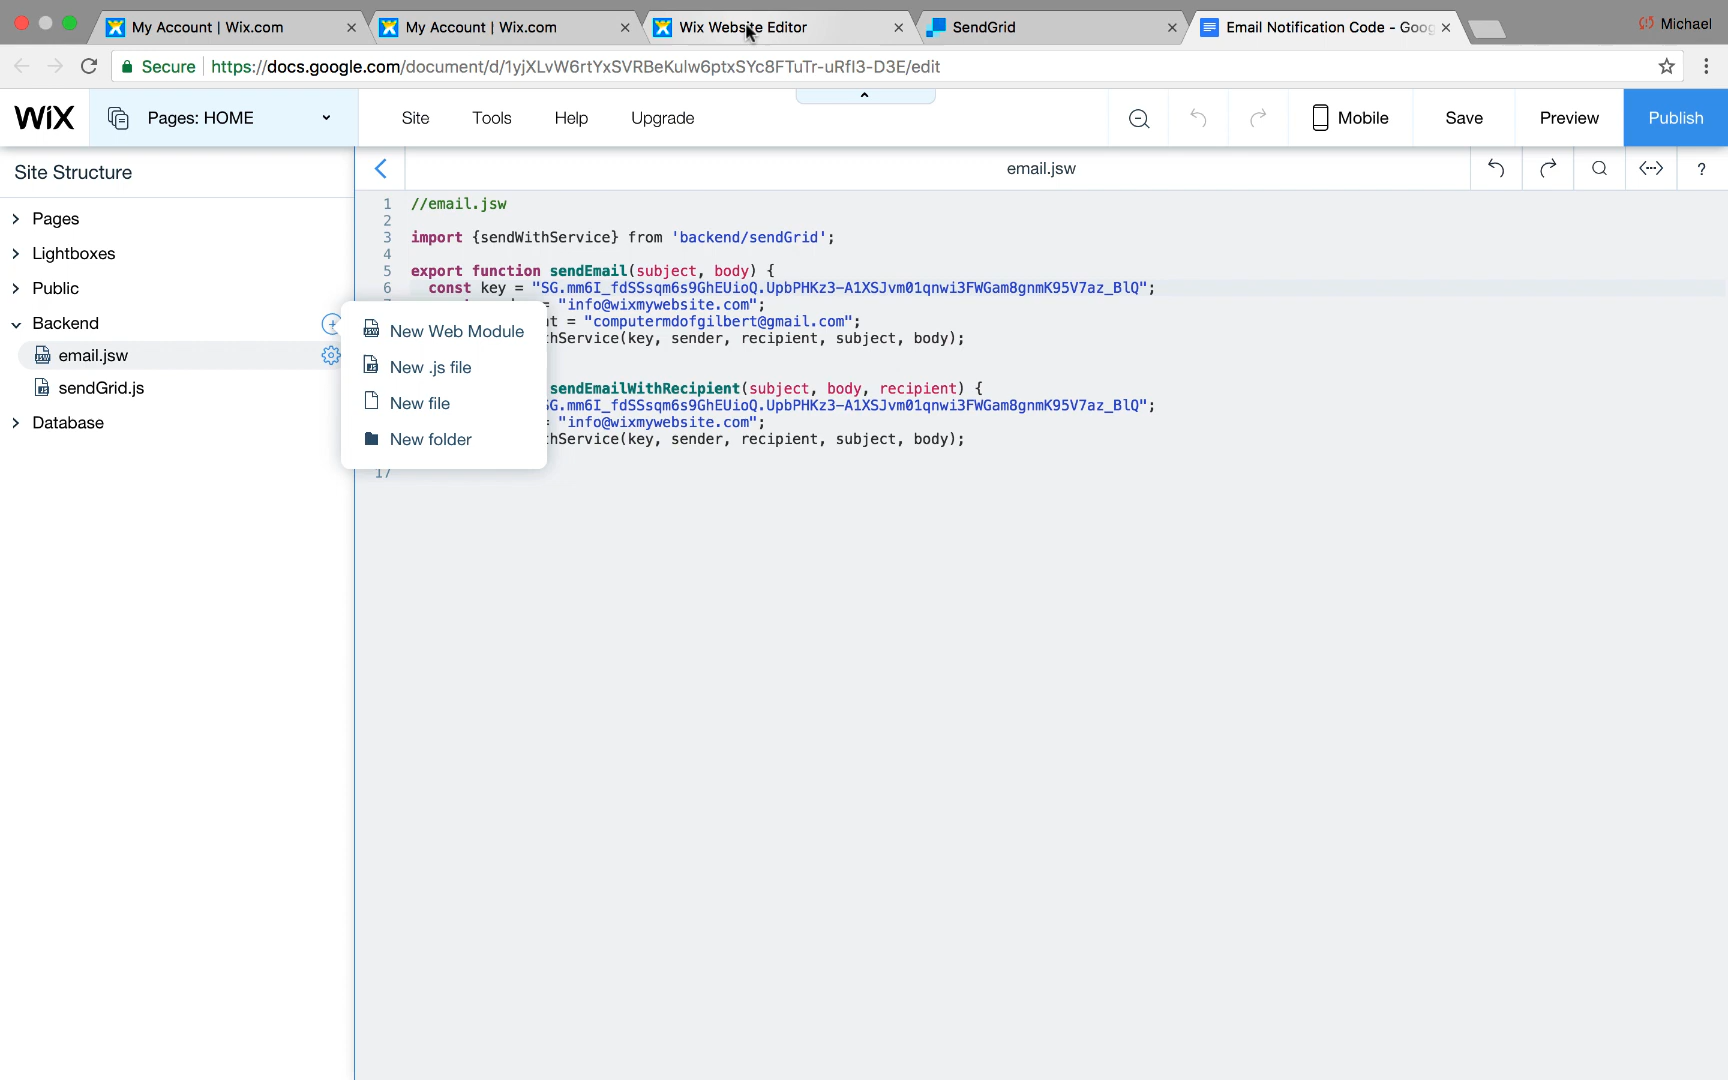 My Account | Wix.com
My Account | Wix.com
Wix Website Editor
SendGrid
Email Notification Code - Goog
Michael
Secure
https://docs.google.com/document/d/1yjXLvW6rtYxSVRBeKulw6ptxSYc8FTuTr-uRfI3-D3E/edit
WiX
Pages: HOME
Site
Tools
Help
Upgrade
Mobile
Save
Preview
Publish
Site Structure
email.jsw
?
Pages
Lightboxes
Public
Backend
email.jsw
sendGrid.js
Database
New Web Module
New .js file
New file
New folder
1 //email.jsw
2
3 import {sendWithService} from 'backend/sendGrid';
4
5 export function sendEmail(subject, body) {
6 const key = "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";
= "info@wixmywebsite.com";
= "computermdofgilbert@gmail.com";
hService(key, sender, recipient, subject, body);
sendEmailWithRecipient(subject, body, recipient) {
G.mm6I_fdSSsqm6s9GhEUioQ.UpbPHKz3-A1XSJvm01qnwi3FWGam8gnmK95V7az_BlQ";
= "info@wixmywebsite.com";
hService(key, sender, recipient, subject, body);
17